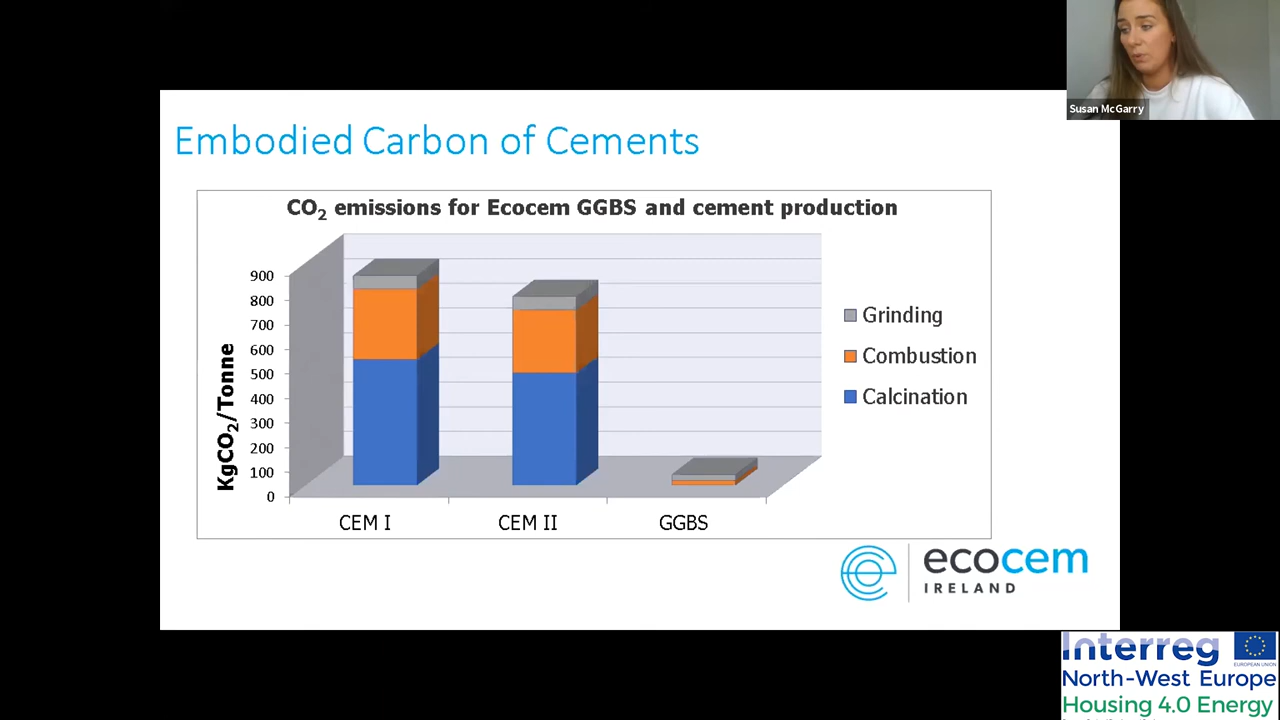 Susan McGarry
Embodied Carbon of Cements
CO₂ emissions for Ecocem GGBS and cement production
KgCO₂/Tonne
900
800
700
600
500
400
300
200
100
0
CEM I
CEM II
GGBS
Grinding
Combustion
Calcination
ecocem
IRELAND
Interreg
EUROPEAN UNION
North-West Europe
Housing 4.0 Energy